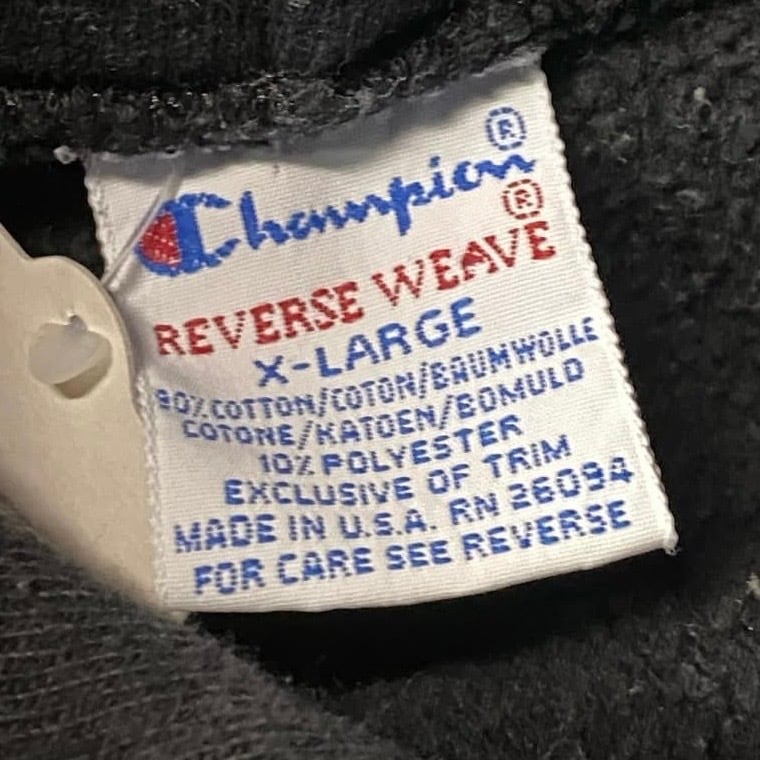 Champion®
REVERSE WEAVE®
X-LARGE
90% COTTON/COTON/BAUMWOLLE
COTONE/KATOEN/BOMULD
10% POLYESTER
EXCLUSIVE OF TRIM
MADE IN U.S.A. RN 26094
FOR CARE SEE REVERSE